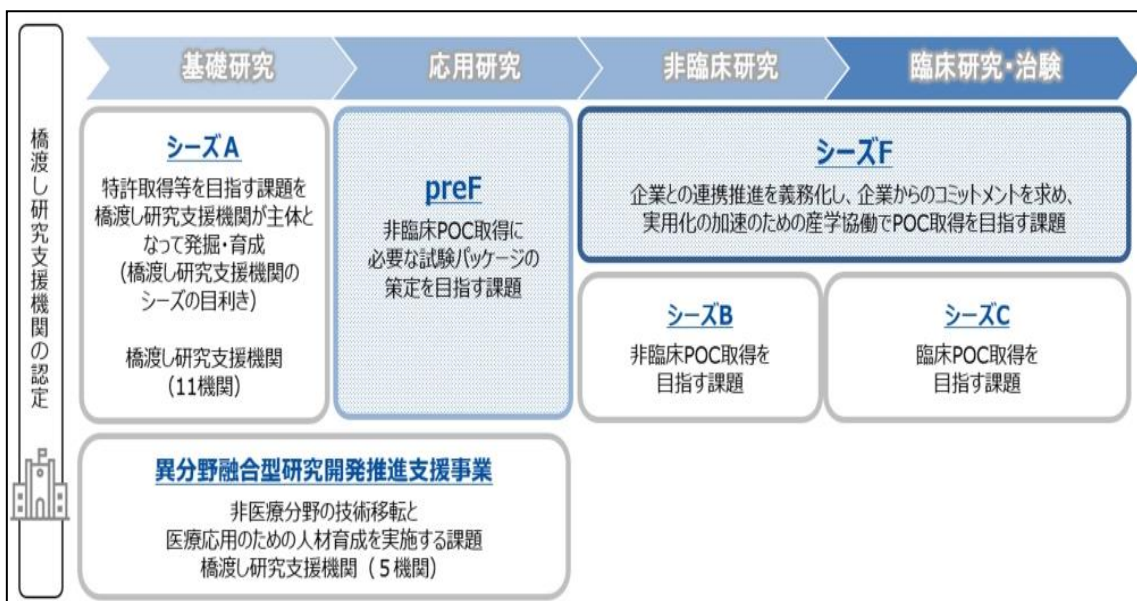 橋渡し研究支援機関の認定
基礎研究
応用研究
非臨床研究
臨床研究・治験
シーズA
特許取得等を目指す課題を
橋渡し研究支援機関が主体と
なって発掘・育成
(橋渡し研究支援機関の
シーズの目利き)
橋渡し研究支援機関
(11機関)
preF
非臨床POC取得に
必要な試験パッケージの
策定を目指す課題
シーズF
企業との連携推進を義務化し、企業からのコミットメントを求め、
実用化の加速のための産学協働でPOC取得を目指す課題
シーズB
非臨床POC取得を
目指す課題
シーズC
臨床POC取得を
目指す課題
異分野融合型研究開発推進支援事業
非医療分野の技術移転と
医療応用のための人材育成を実施する課題
橋渡し研究支援機関(5機関)